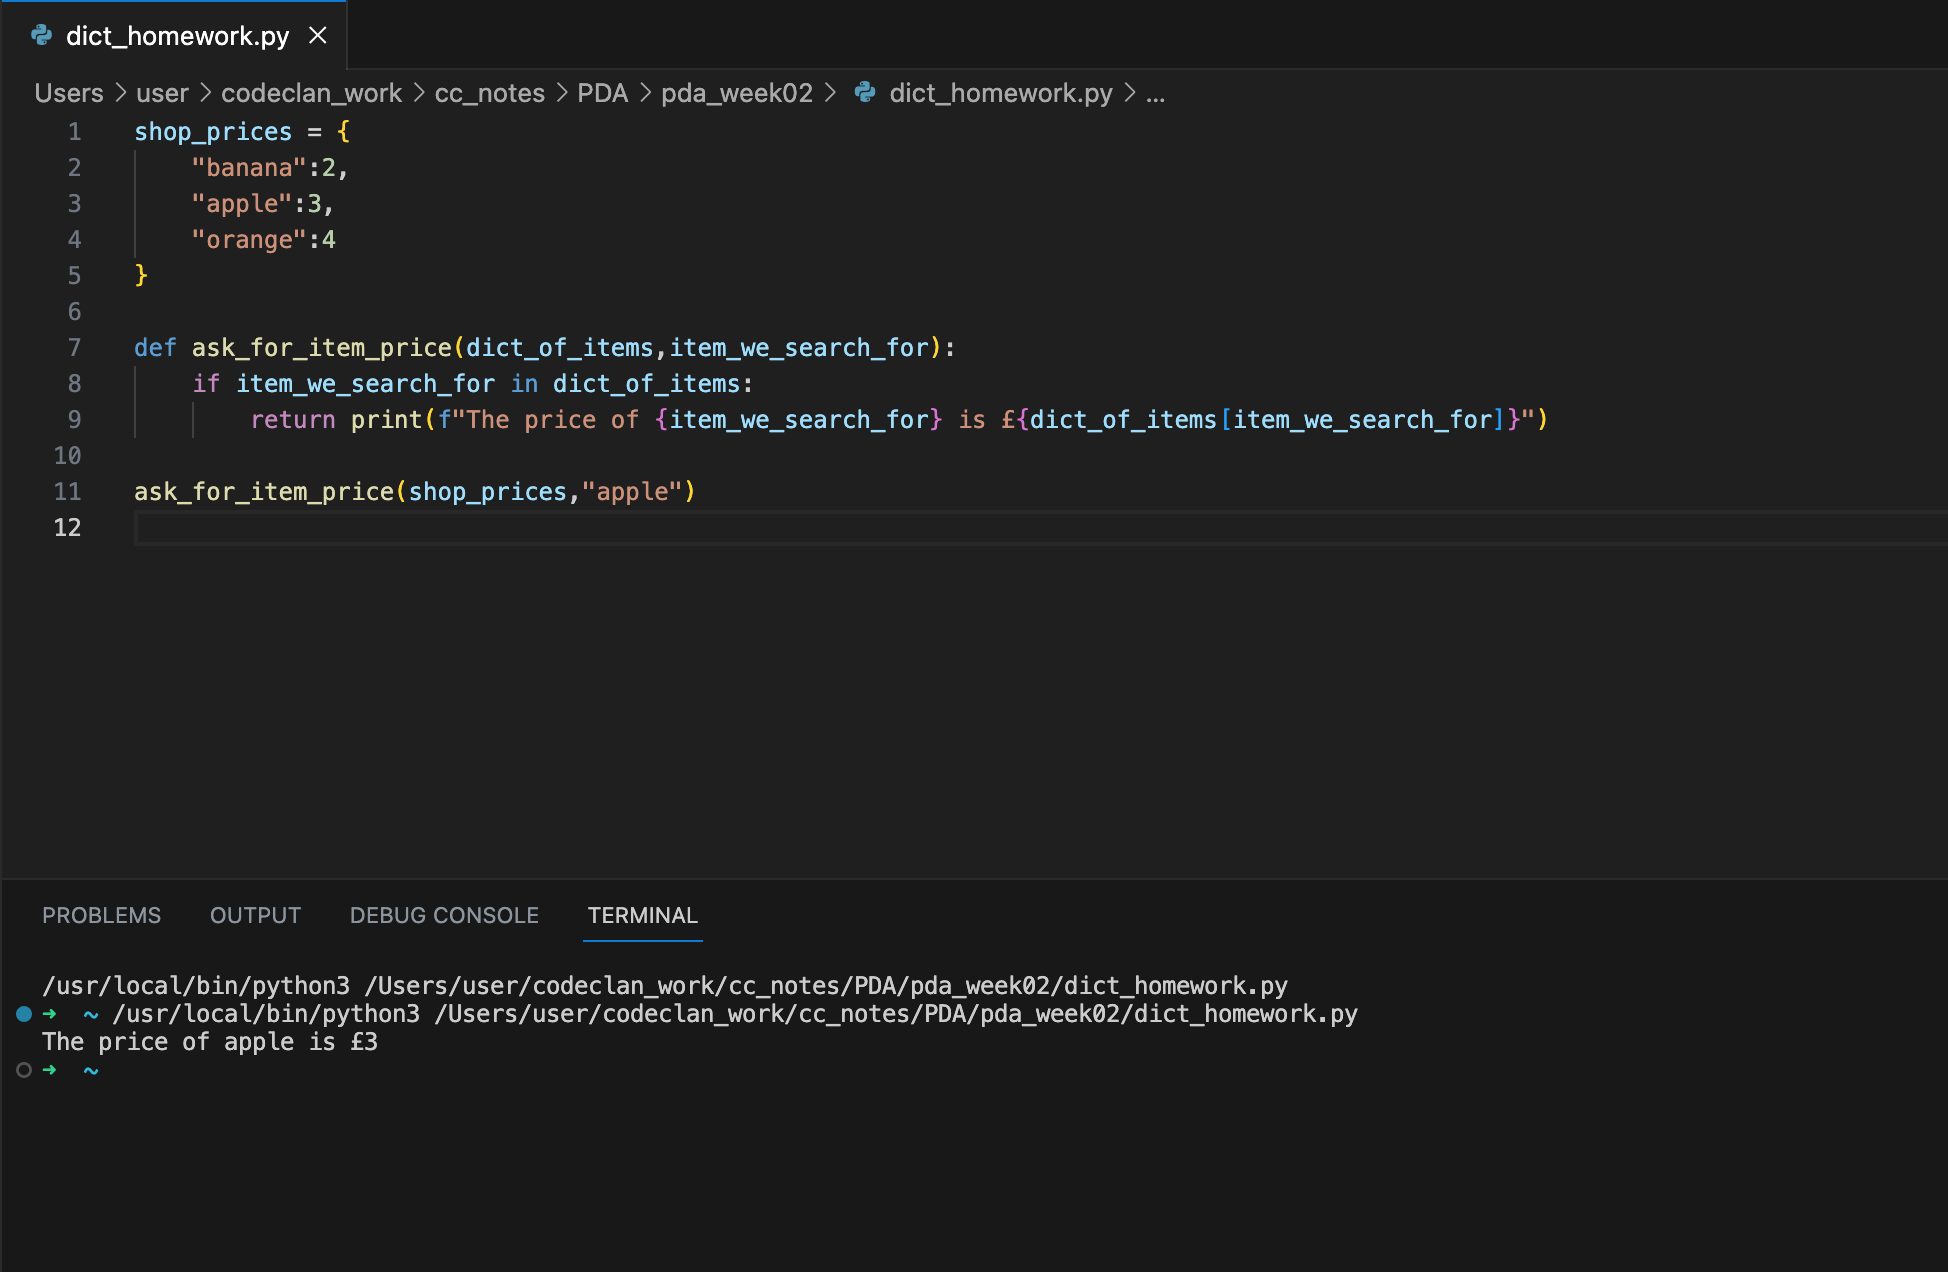 dict_homework.py
Users > user > codeclan_work > cc_notes > PDA > pda_week02 > dict_homework.py > ...
1 shop_prices = {
2     "banana":2,
3     "apple":3,
4     "orange":4
5 }
6
7 def ask_for_item_price(dict_of_items,item_we_search_for):
8     if item_we_search_for in dict_of_items:
9         return print(f"The price of {item_we_search_for} is £{dict_of_items[item_we_search_for]}")
10
11 ask_for_item_price(shop_prices,"apple")
12
PROBLEMS OUTPUT DEBUG CONSOLE TERMINAL
/usr/local/bin/python3 /Users/user/codeclan_work/cc_notes/PDA/pda_week02/dict_homework.py
➜ ~ /usr/local/bin/python3 /Users/user/codeclan_work/cc_notes/PDA/pda_week02/dict_homework.py
The price of apple is £3
➜ ~